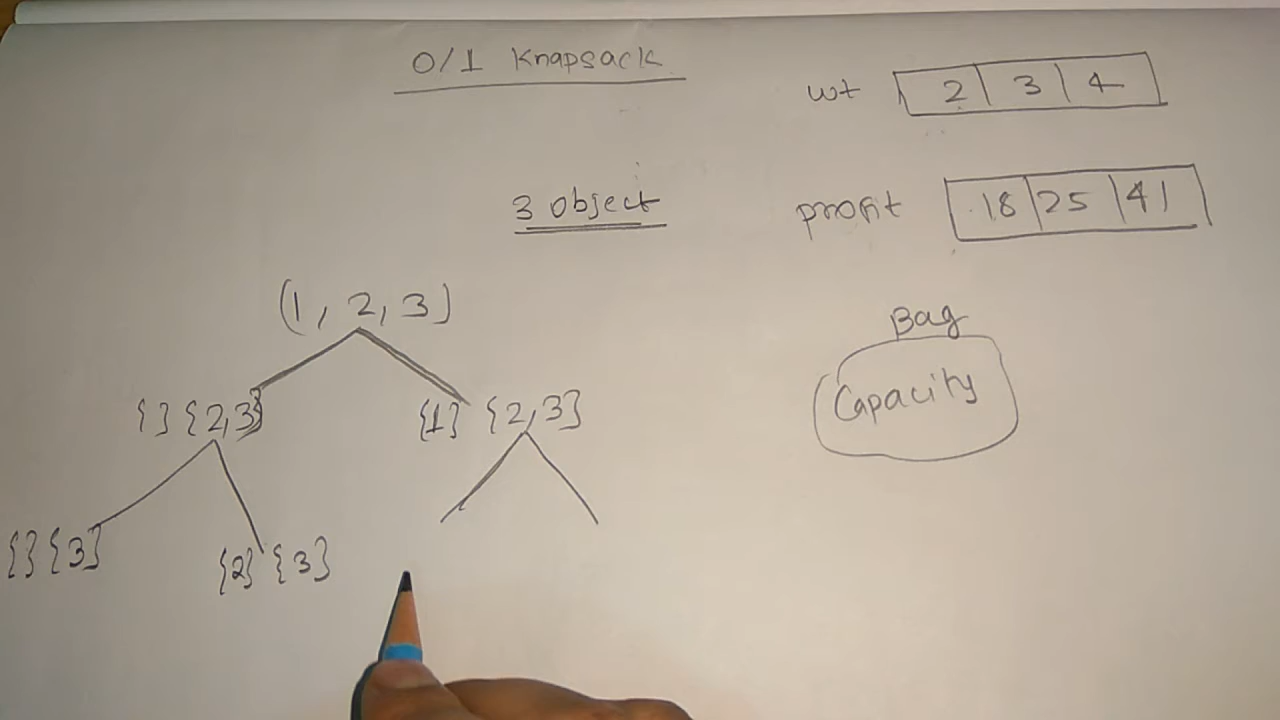 0/1 Knapsack
wt 2 3 4
3 object
profit 18 25 41
(1, 2, 3}
Bag
Capacity
{} {2,3}
{1} {2,3}
{} {3}
{2} {3}